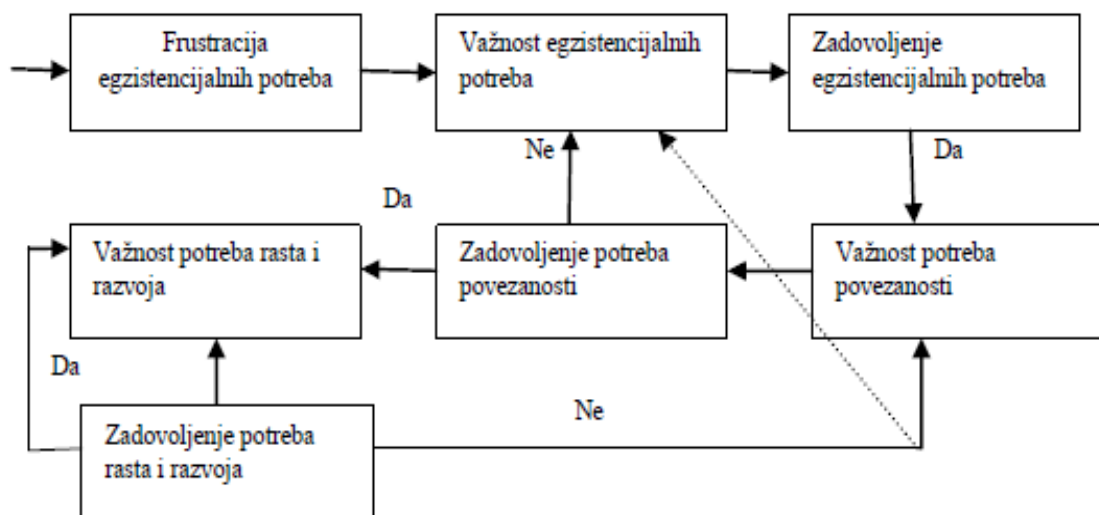 Frustracija
egzistencijalnih potreba
Važnost egzistencijalnih
potreba
Zadovoljenje
egzistencijalnih potreba
Ne
Da
Da
Važnost potreba rasta i
razvoja
Zadovoljenje potreba
povezanosti
Važnost potreba
povezanosti
Da
Ne
Zadovoljenje potreba
rasta i razvoja